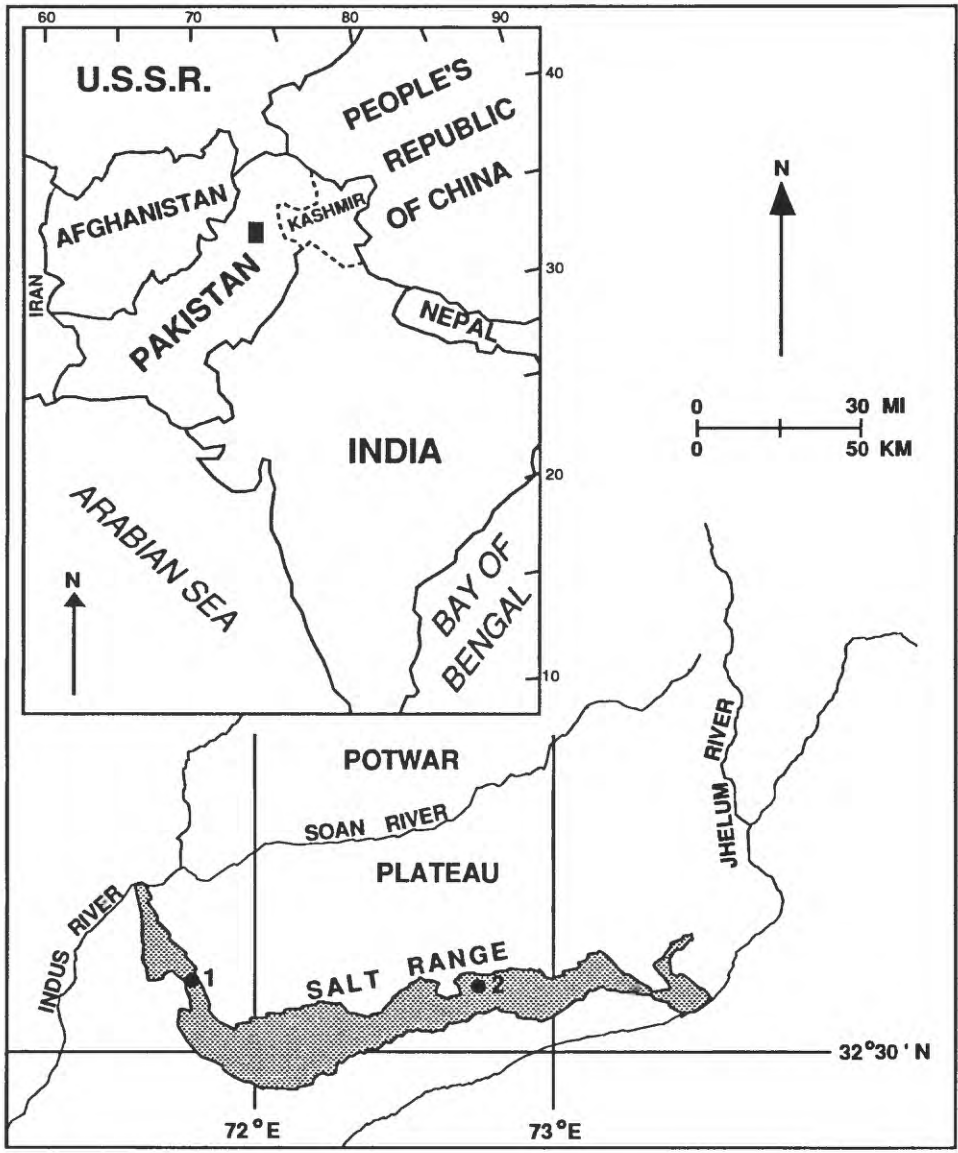 60 70 80 90
U.S.S.R.
PEOPLE'S
REPUBLIC
OF CHINA
40
AFGHANISTAN
KASHMIR
IRAN
PAKISTAN
30
NEPAL
INDIA
20
ARABIAN SEA
BAY OF
BENGAL
N
10
N
0 30 MI
0 50 KM
POTWAR
SOAN RIVER
PLATEAU
JHELUM RIVER
INDUS RIVER
SALT RANGE
1
2
32°30 ' N
72°E
73°E